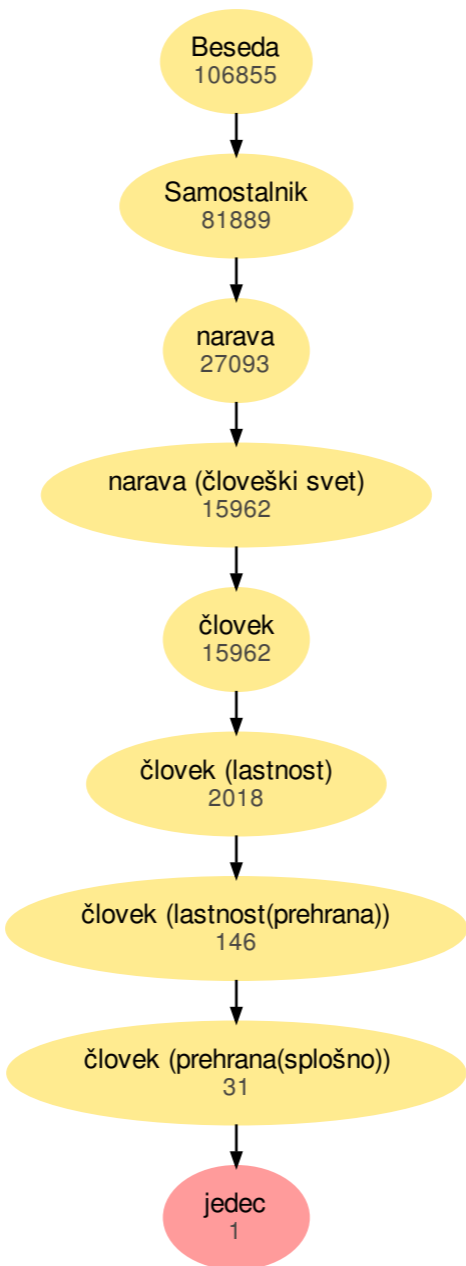 Beseda
106855
Samostalnik
81889
narava
27093
narava (človeški svet)
15962
človek
15962
človek (lastnost)
2018
človek (lastnost(prehrana))
146
človek (prehrana(splošno))
31
jedec
1